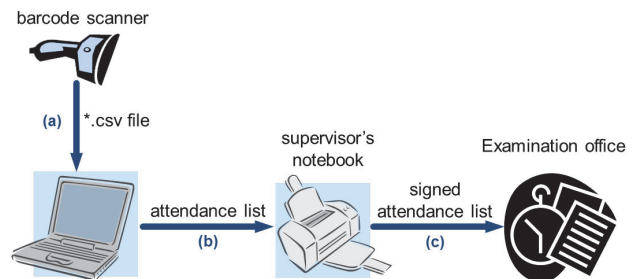 barcode scanner
(a)
*.csv file
supervisor's
notebook
Examination office
attendance list
(b)
signed
attendance list
(c)